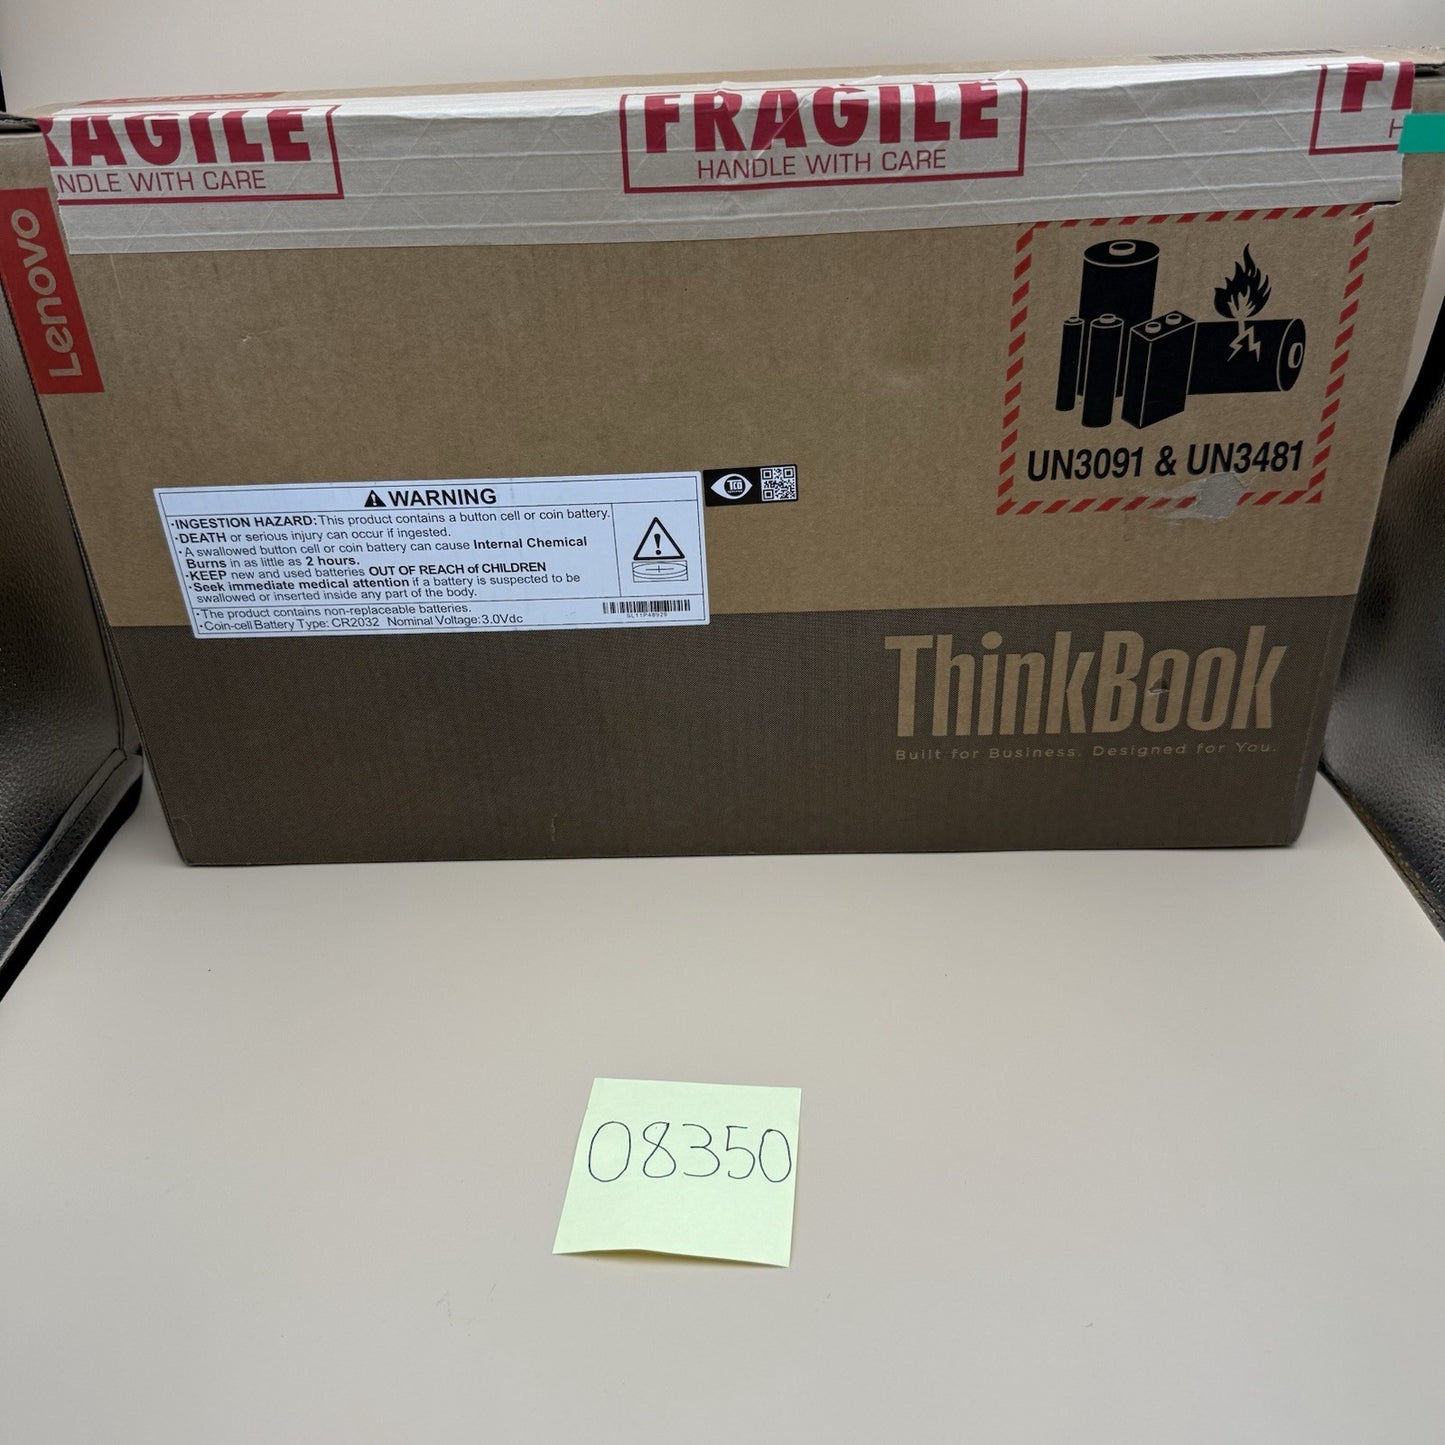 FRAGILE
HANDLE WITH CARE
Lenovo
UN3091 & UN3481
TCO
WARNING
·INGESTION HAZARD: This product contains a button cell or coin battery.
·DEATH or serious injury can occur if ingested.
·A swallowed button cell or coin battery can cause Internal Chemical
Burns in as little as 2 hours.
·KEEP new and used batteries OUT OF REACH of CHILDREN
·Seek immediate medical attention if a battery is suspected to be
swallowed or inserted inside any part of the body.
·The product contains non-replaceable batteries.
·Coin-cell Battery Type: CR2032 Nominal Voltage: 3.0Vdc
SL11P48929
ThinkBook
Built for Business. Designed for You.
08350